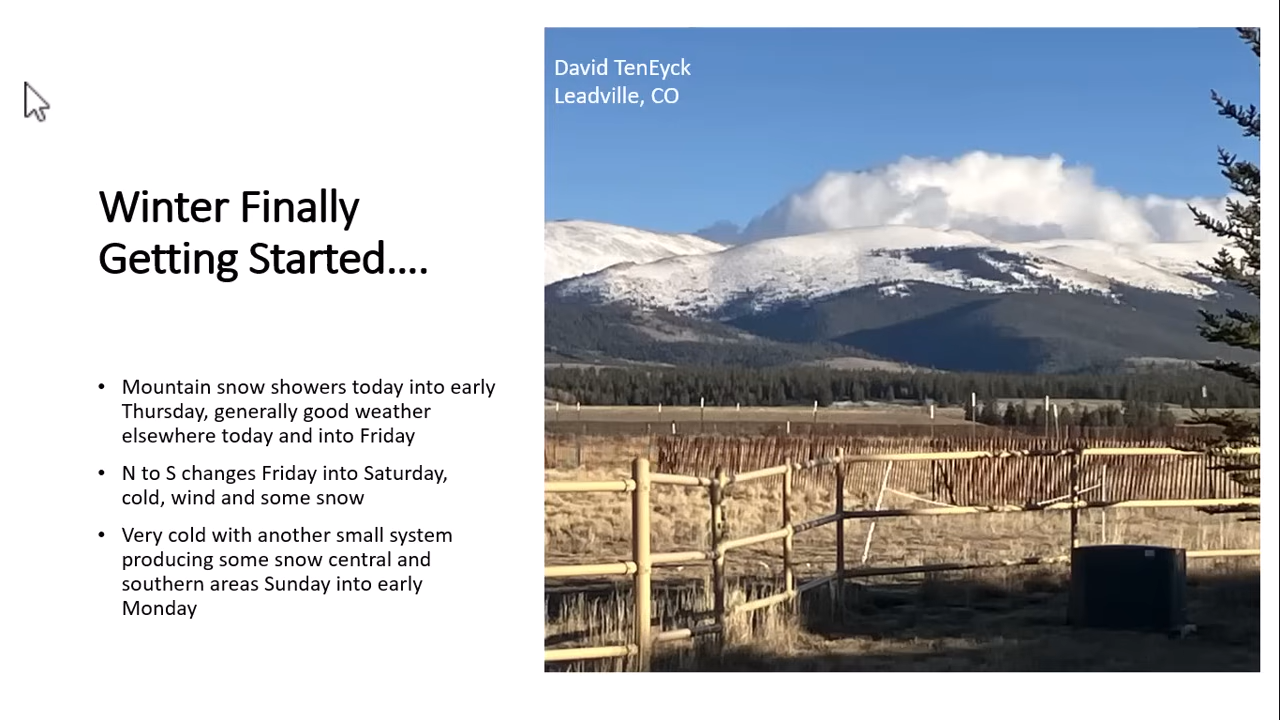 David TenEyck
Leadville, CO
Winter Finally
Getting Started....
• Mountain snow showers today into early
Thursday, generally good weather
elsewhere today and into Friday
• N to S changes Friday into Saturday,
cold, wind and some snow
• Very cold with another small system
producing some snow central and
southern areas Sunday into early
Monday